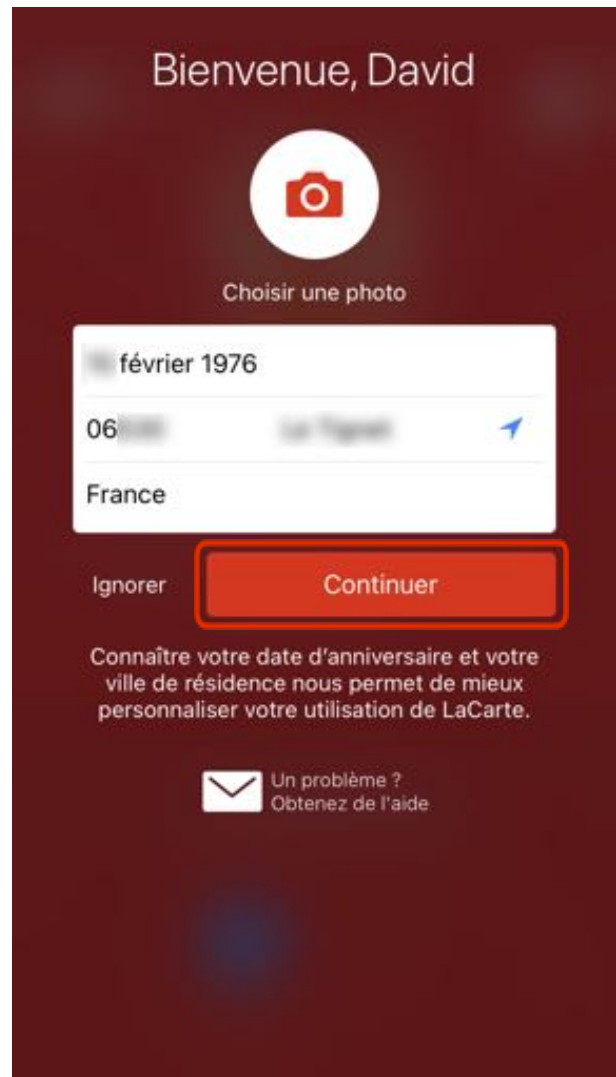 Bienvenue, David
Choisir une photo
février 1976
06
France
Ignorer Continuer
Connaître votre date d'anniversaire et votre
ville de résidence nous permet de mieux
personnaliser votre utilisation de LaCarte.
Un problème ?
Obtenez de l'aide